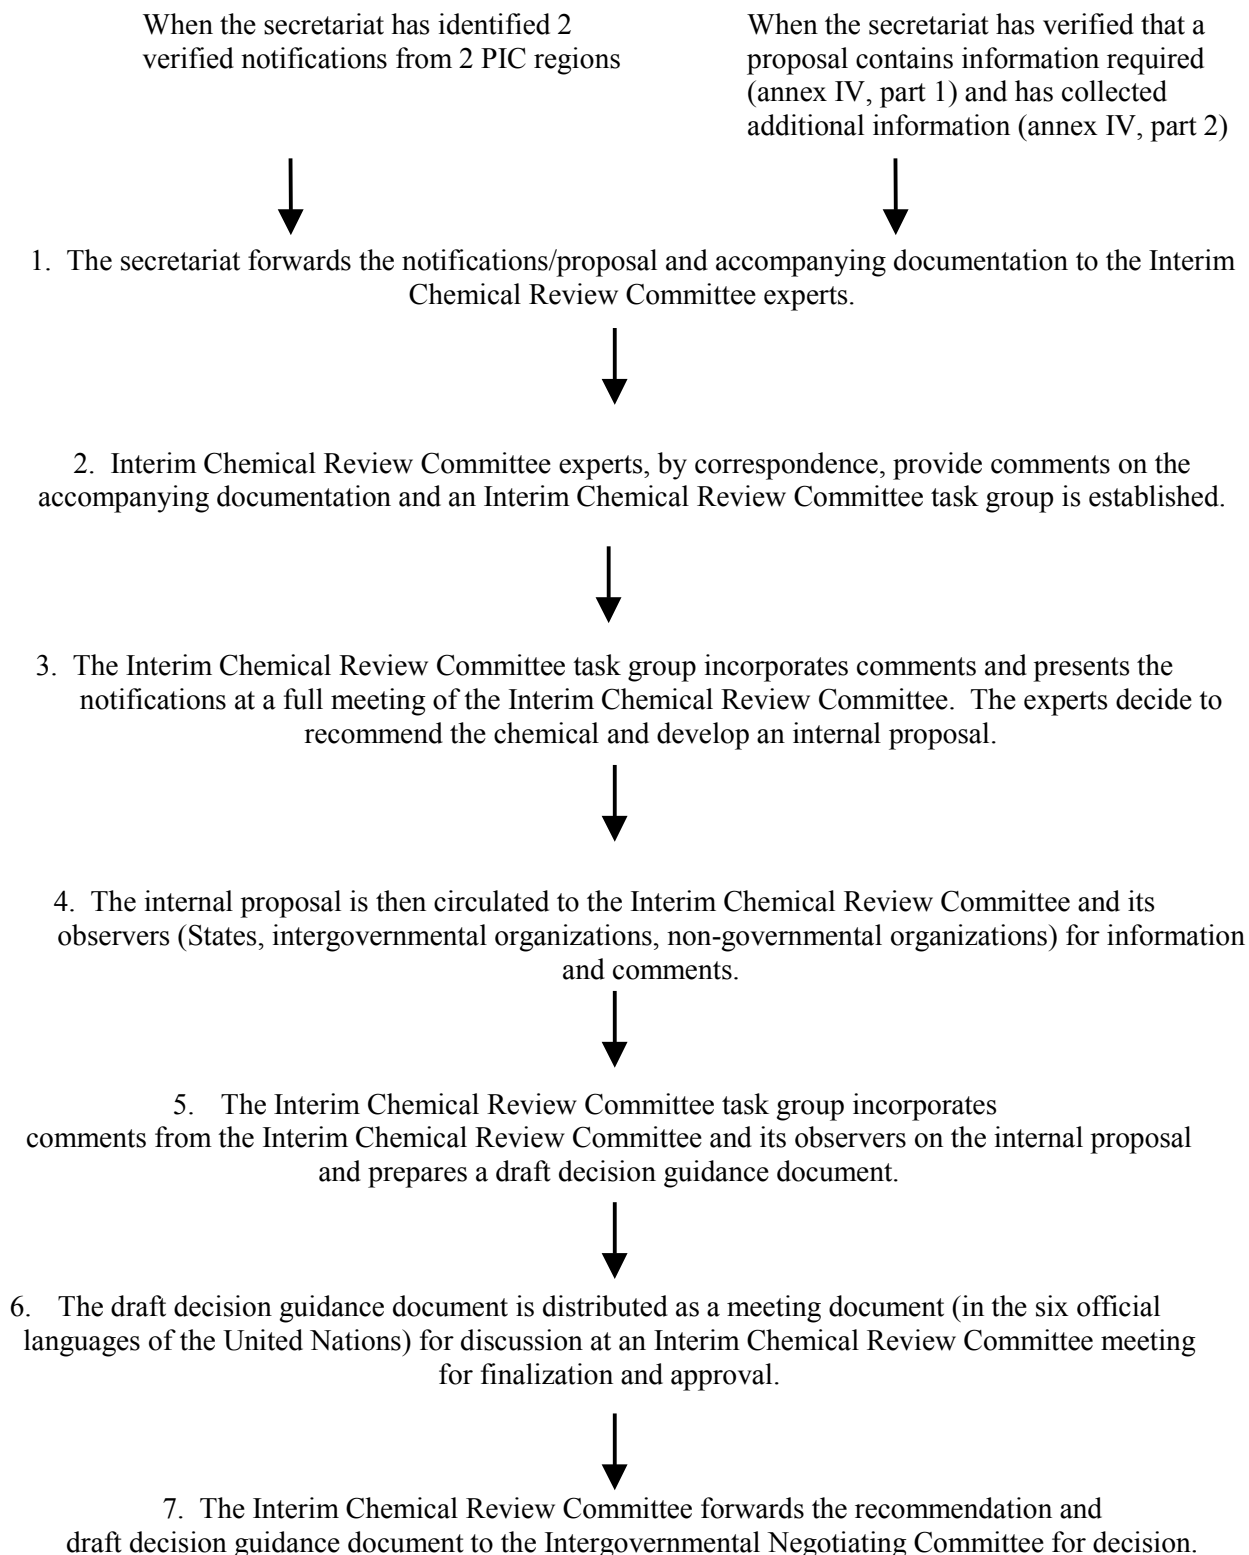 When the secretariat has identified 2
verified notifications from 2 PIC regions
When the secretariat has verified that a
proposal contains information required
(annex IV, part 1) and has collected
additional information (annex IV, part 2)
1. The secretariat forwards the notifications/proposal and accompanying documentation to the Interim
Chemical Review Committee experts.
2. Interim Chemical Review Committee experts, by correspondence, provide comments on the
accompanying documentation and an Interim Chemical Review Committee task group is established.
3. The Interim Chemical Review Committee task group incorporates comments and presents the
notifications at a full meeting of the Interim Chemical Review Committee. The experts decide to
recommend the chemical and develop an internal proposal.
4. The internal proposal is then circulated to the Interim Chemical Review Committee and its
observers (States, intergovernmental organizations, non-governmental organizations) for information
and comments.
5. The Interim Chemical Review Committee task group incorporates
comments from the Interim Chemical Review Committee and its observers on the internal proposal
and prepares a draft decision guidance document.
6. The draft decision guidance document is distributed as a meeting document (in the six official
languages of the United Nations) for discussion at an Interim Chemical Review Committee meeting
for finalization and approval.
7. The Interim Chemical Review Committee forwards the recommendation and
draft decision guidance document to the Intergovernmental Negotiating Committee for decision.